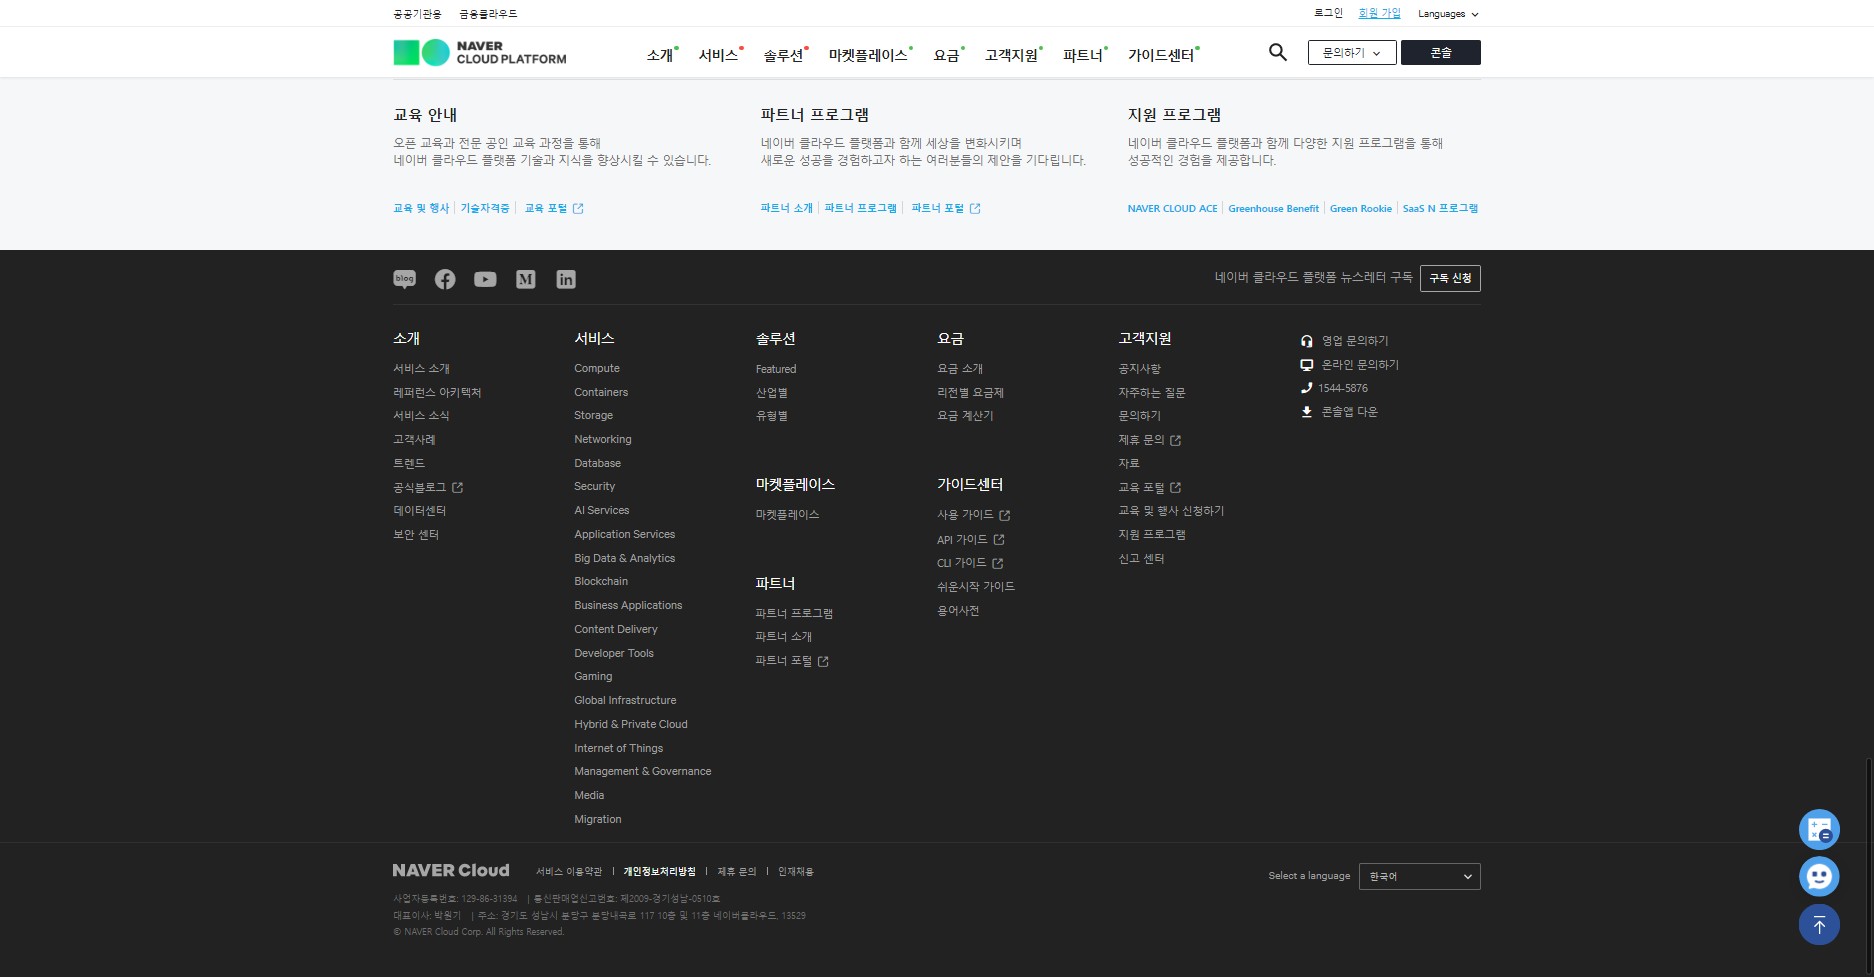 공공기관용 금융클라우드
로그인 회원 가입 Languages
NAVER
CLOUD PLATFORM
소개 서비스 솔루션 마켓플레이스 요금 고객지원 파트너 가이드센터
문의하기 콘솔
교육 안내
오픈 교육과 전문 공인 교육 과정을 통해
네이버 클라우드 플랫폼 기술과 지식을 향상시킬 수 있습니다.
교육 및 행사 기술자격증 교육 포털
파트너 프로그램
네이버 클라우드 플랫폼과 함께 세상을 변화시키며
새로운 성공을 경험하고자 하는 여러분들의 제안을 기다립니다.
파트너 소개 파트너 프로그램 파트너 포털
지원 프로그램
네이버 클라우드 플랫폼과 함께 다양한 지원 프로그램을 통해
성공적인 경험을 제공합니다.
NAVER CLOUD ACE Greenhouse Benefit Green Rookie SaaS N 프로그램
blog M in
네이버 클라우드 플랫폼 뉴스레터 구독 구독 신청
소개
서비스 소개
레퍼런스 아키텍처
서비스 소식
고객사례
트렌드
공식블로그
데이터센터
보안 센터
서비스
Compute
Containers
Storage
Networking
Database
Security
AI Services
Application Services
Big Data & Analytics
Blockchain
Business Applications
Content Delivery
Developer Tools
Gaming
Global Infrastructure
Hybrid & Private Cloud
Internet of Things
Management & Governance
Media
Migration
솔루션
Featured
산업별
유형별
마켓플레이스
마켓플레이스
파트너
파트너 프로그램
파트너 소개
파트너 포털
요금
요금 소개
리전별 요금제
요금 계산기
가이드센터
사용 가이드
API 가이드
CLI 가이드
쉬운시작 가이드
용어사전
고객지원
공지사항
자주하는 질문
문의하기
제휴 문의
자료
교육 포털
교육 및 행사 신청하기
지원 프로그램
신고 센터
영업 문의하기
온라인 문의하기
1544-5876
콘솔앱 다운
NAVER Cloud 서비스 이용약관 | 개인정보처리방침 | 제휴 문의 | 인재채용
사업자등록번호: 129-86-31394 | 통신판매업신고번호: 제2009-경기성남-0510호
대표이사: 박원기 | 주소: 경기도 성남시 분당구 분당내곡로 117 10층 및 11층 네이버클라우드, 13529
© NAVER Cloud Corp. All Rights Reserved.
Select a language 한국어